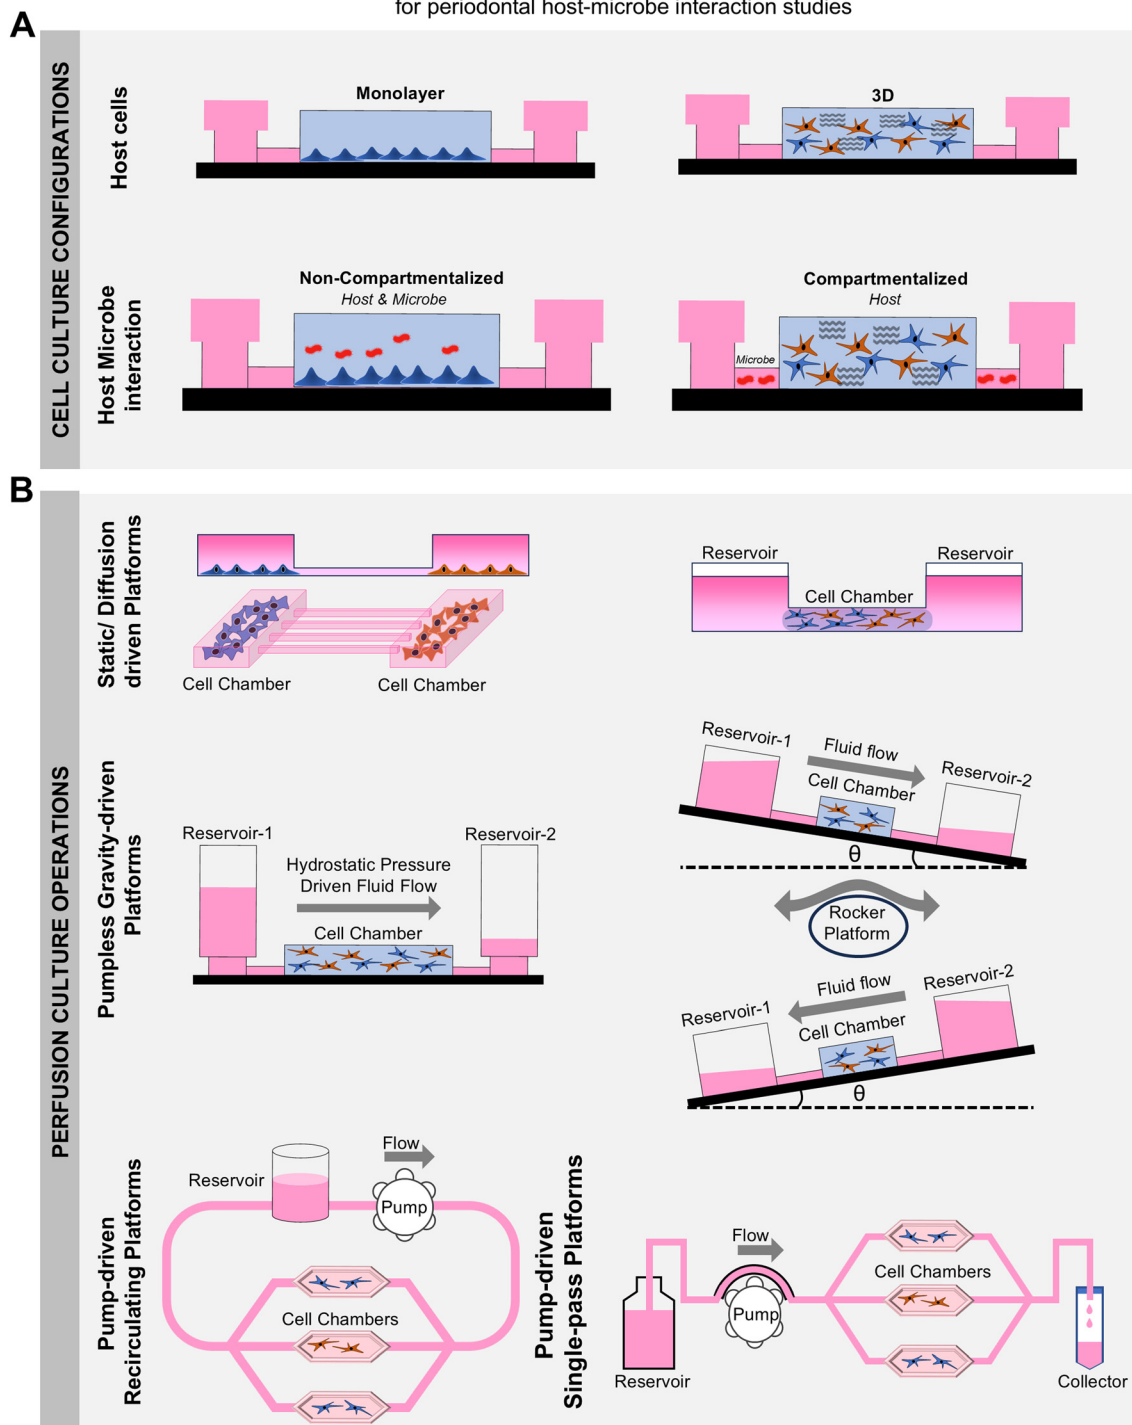 for periodontal host-microbe interaction studies
A
CELL CULTURE CONFIGURATIONS
Host cells
Monolayer
3D
Host Microbe
interaction
Non-Compartmentalized
Host & Microbe
Compartmentalized
Host
Microbe
B
PERFUSION CULTURE OPERATIONS
Static/ Diffusion
driven Platforms
Cell Chamber
Cell Chamber
Reservoir
Reservoir
Cell Chamber
Pumpless Gravity-driven
Platforms
Reservoir-1
Reservoir-2
Hydrostatic Pressure
Driven Fluid Flow
Cell Chamber
Reservoir-1
Fluid flow
Reservoir-2
Cell Chamber
θ
Rocker
Platform
Fluid flow
Reservoir-2
Reservoir-1
Cell Chamber
θ
Pump-driven
Recirculating Platforms
Reservoir
Flow
Pump
Cell Chambers
Pump-driven
Single-pass Platforms
Flow
Pump
Cell Chambers
Reservoir
Collector